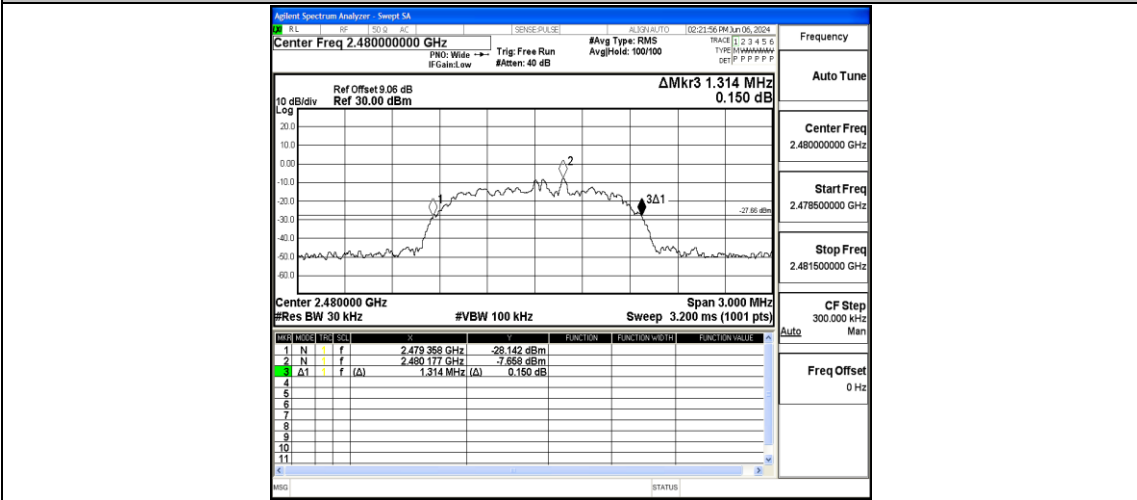 Agilent Spectrum Analyzer - Swept SA
RL RF 50 Ω AC SENSE:PULSE ALIGNAUTO 02:21:56 PM Jun 06, 2024
Center Freq 2.480000000 GHz
PNO: Wide
IFGain:Low
Trig: Free Run
#Atten: 40 dB
#Avg Type: RMS
Avg|Hold: 100/100
TRACE 1 2 3 4 5 6
TYPE MWWWWW
DET P P P P P P
Ref Offset 9.06 dB
10 dB/div Ref 30.00 dBm
Log
ΔMkr3 1.314 MHz
0.150 dB
20.0
10.0
0.00
-10.0
-20.0
-30.0
-40.0
-50.0
-60.0
1
2
3Δ1
-27.66 dBm
Center 2.480000 GHz Span 3.000 MHz
#Res BW 30 kHz #VBW 100 kHz Sweep 3.200 ms (1001 pts)
MKR MODE TRC SCL X Y FUNCTION FUNCTION WIDTH FUNCTION VALUE
1 N 1 f 2.479 358 GHz -28.142 dBm
2 N 1 f 2.480 177 GHz -7.658 dBm
3 Δ1 1 f (Δ) 1.314 MHz (Δ) 0.150 dB
4
5
6
7
8
9
10
11
MSG STATUS
Frequency
Auto Tune
Center Freq
2.480000000 GHz
Start Freq
2.478500000 GHz
Stop Freq
2.481500000 GHz
CF Step
300.000 kHz
Auto Man
Freq Offset
0 Hz